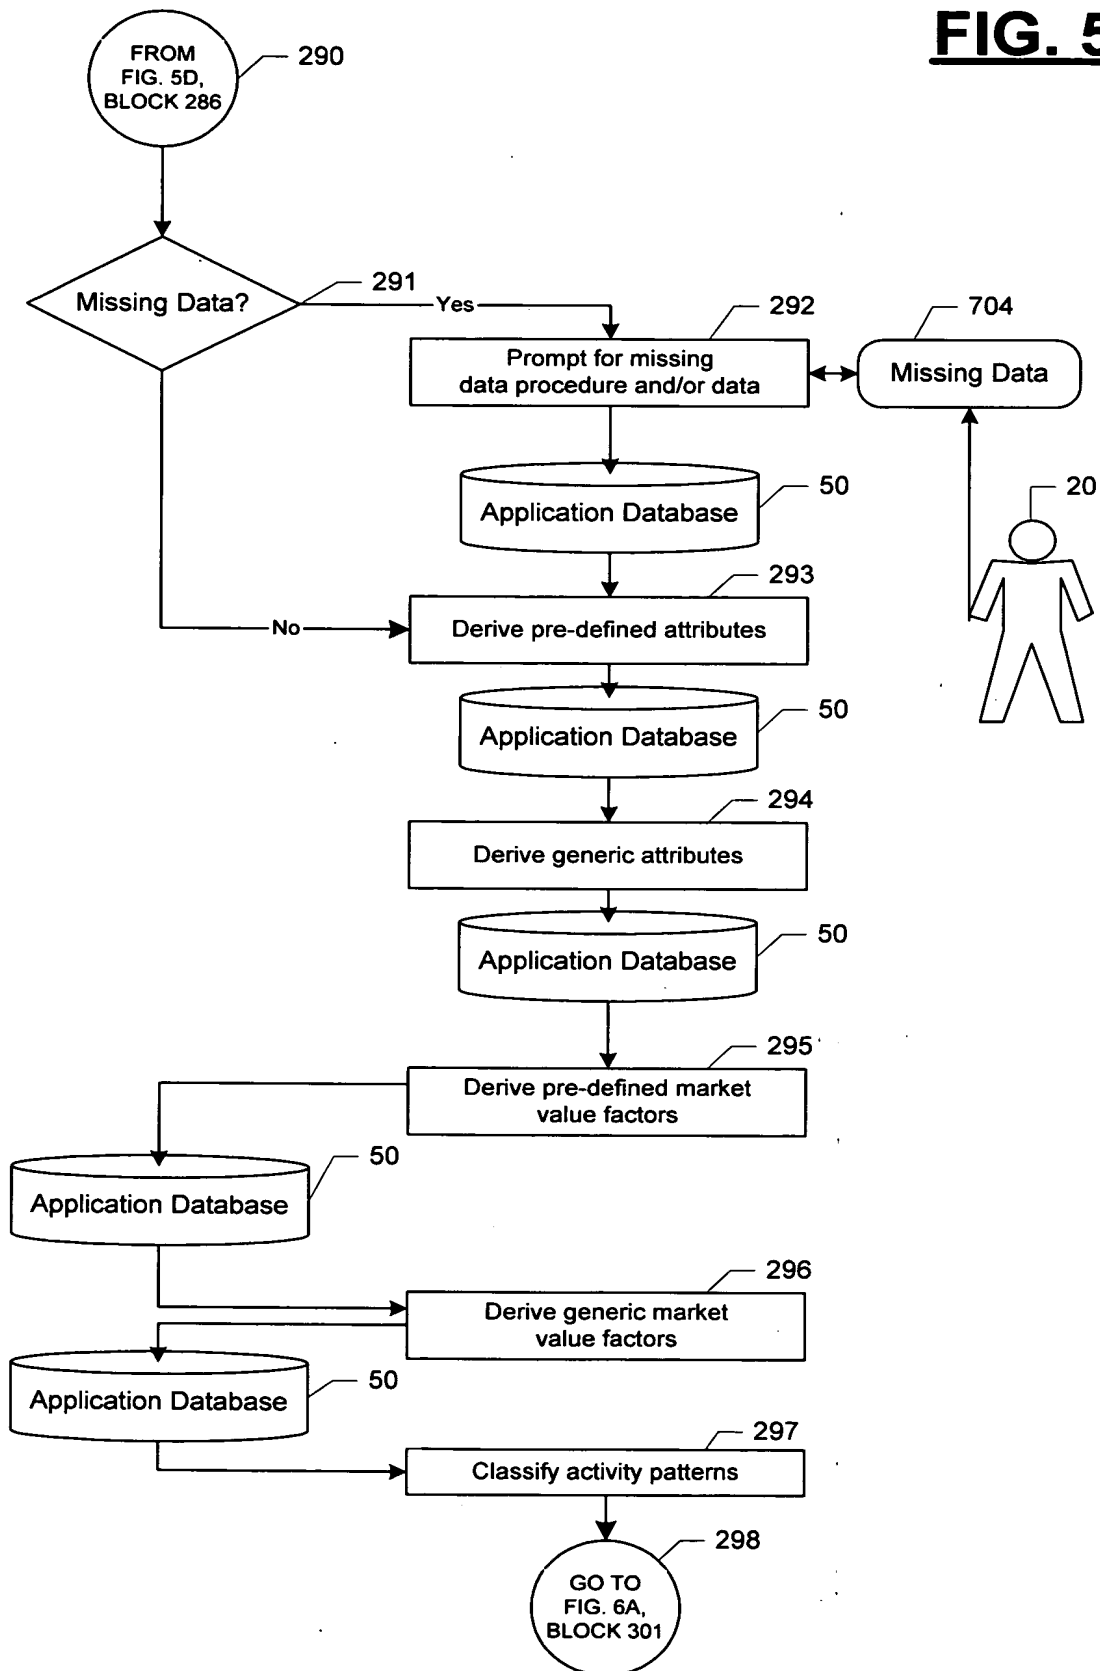 FIG. 5
FROM
FIG. 5D,
BLOCK 286
290
Missing Data?
291
Yes
292
704
Prompt for missing
data procedure and/or data
Missing Data
Application Database
50
20
293
No
Derive pre-defined attributes
Application Database
50
294
Derive generic attributes
Application Database
50
295
Derive pre-defined market
value factors
Application Database
50
296
Derive generic market
value factors
Application Database
50
297
Classify activity patterns
298
GO TO
FIG. 6A,
BLOCK 301